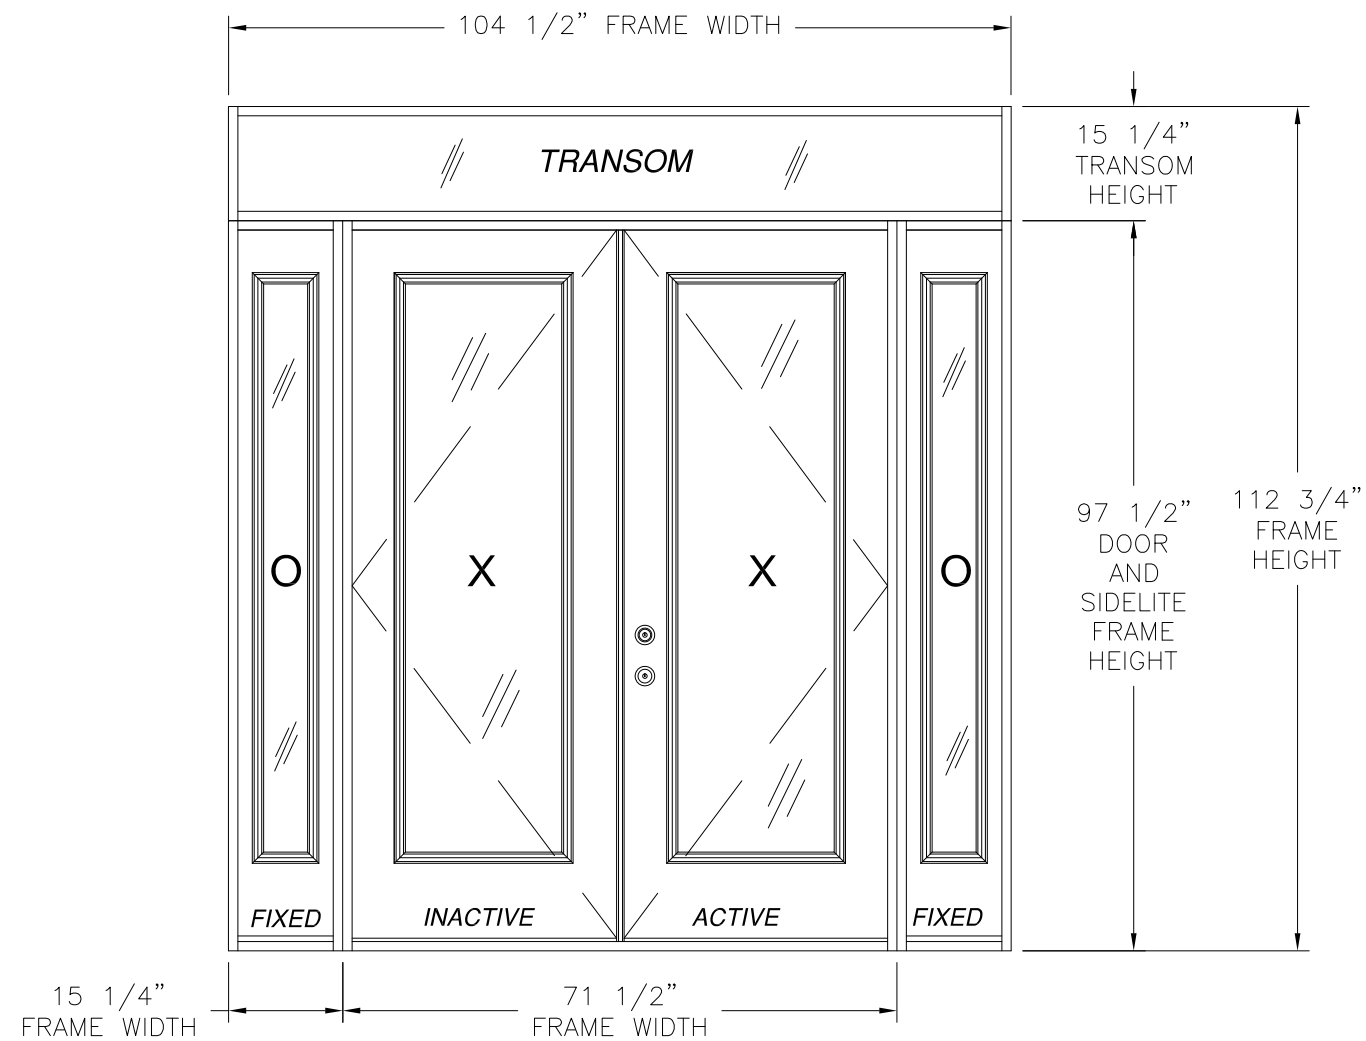 104 1/2” FRAME WIDTH
TRANSOM
15 1/4”
TRANSOM
HEIGHT
97 1/2”
DOOR
AND
SIDELITE
FRAME
HEIGHT
112 3/4”
FRAME
HEIGHT
O
X
X
O
FIXED
INACTIVE
ACTIVE
FIXED
15 1/4”
FRAME WIDTH
71 1/2”
FRAME WIDTH